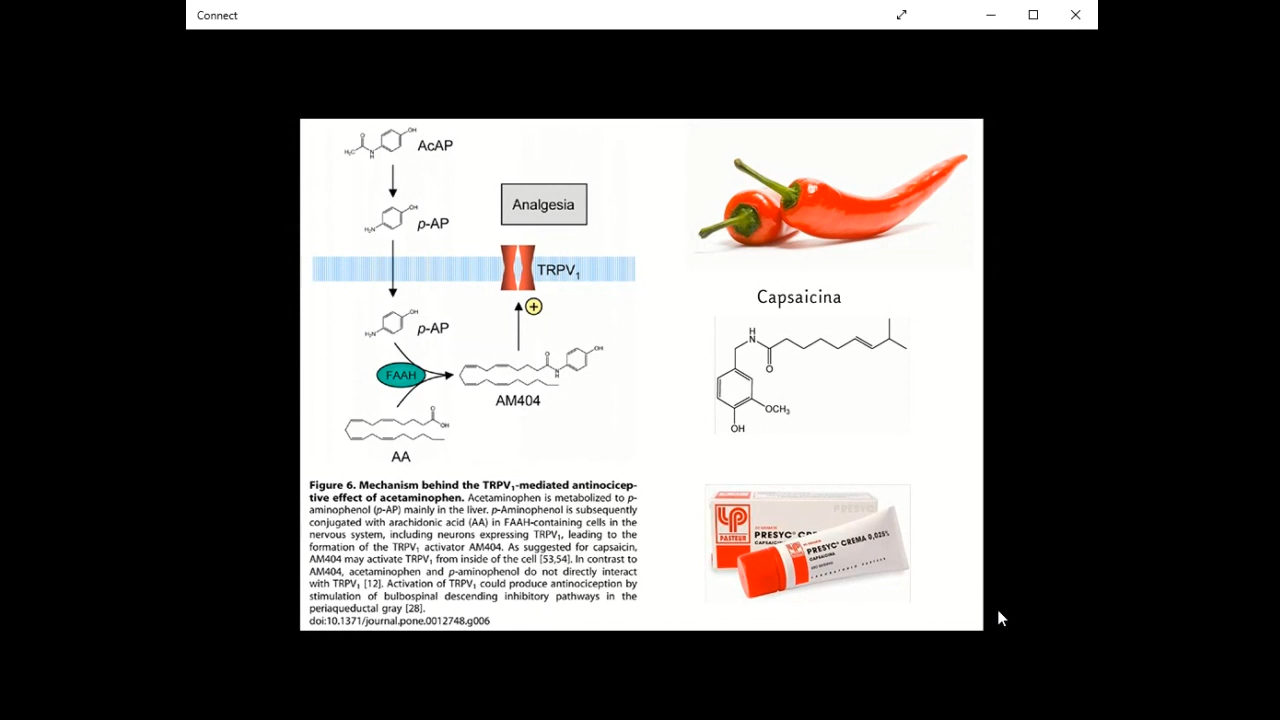 Connect
AcAP
p-AP
Analgesia
TRPV1
p-AP
FAAH
AM404
AA
Figure 6. Mechanism behind the TRPV1-mediated antinocicep-
tive effect of acetaminophen. Acetaminophen is metabolized to p-
aminophenol (p-AP) mainly in the liver. p-Aminophenol is subsequently
conjugated with arachidonic acid (AA) in FAAH-containing cells in the
nervous system, including neurons expressing TRPV1, leading to the
formation of the TRPV1 activator AM404. As suggested for capsaicin,
AM404 may activate TRPV1 from inside of the cell [53,54]. In contrast to
AM404, acetaminophen and p-aminophenol do not directly interact
with TRPV1 [12]. Activation of TRPV1 could produce antinociception by
stimulation of bulbospinal descending inhibitory pathways in the
periaqueductal gray [28].
doi:10.1371/journal.pone.0012748.g006
Capsaicina
H
N
O
OCH3
OH
LP
PASTEUR
PRESYC
PRESYC® CREMA 0,025%
CAPSAICINA
LABORATORIO PASTEUR